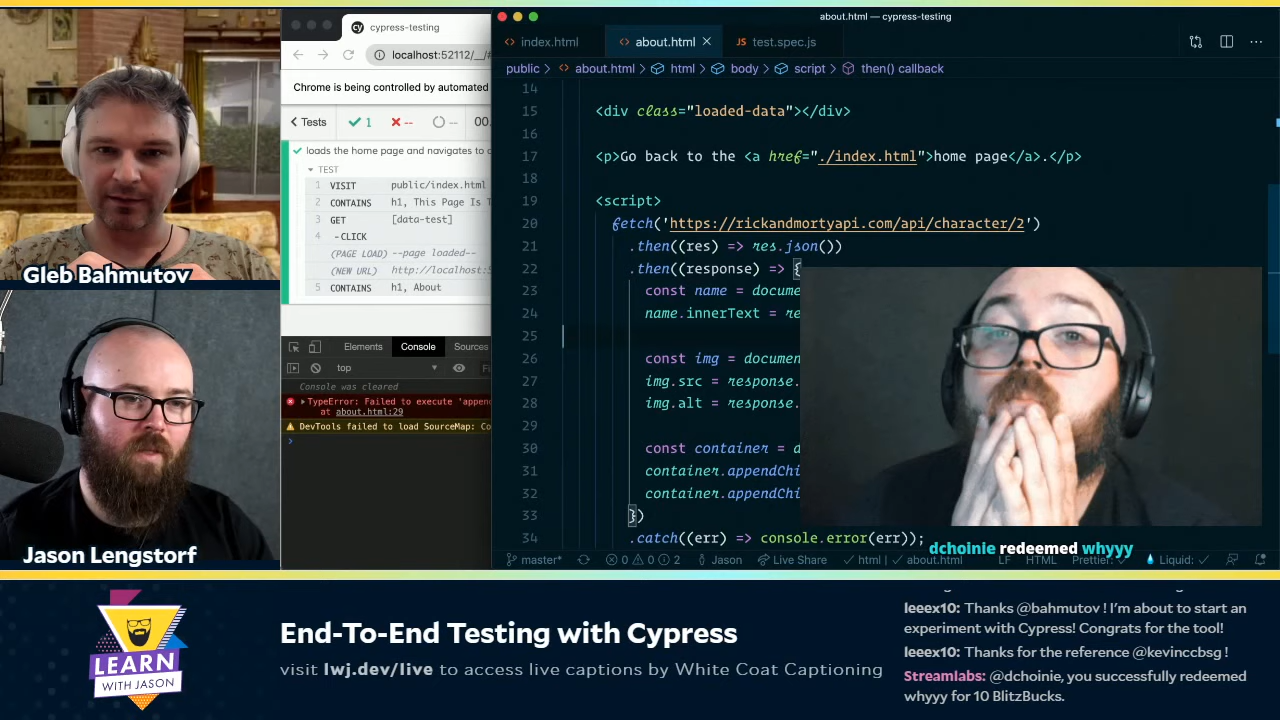 Gleb Bahmutov
Jason Lengstorf
cypress-testing
localhost:52112/__/#
Chrome is being controlled by automated
Tests
1
--
--
00.
loads the home page and navigates to
TEST
1 VISIT public/index.html
2 CONTAINS h1, This Page Is T
3 GET [data-test]
4 -CLICK
(PAGE LOAD) --page loaded--
(NEW URL) http://localhost:5
5 CONTAINS h1, About
Elements Console Sources
top
Console was cleared
TypeError: Failed to execute 'appen
at about.html:29
DevTools failed to load SourceMap: Co
about.html — cypress-testing
index.html
about.html
test.spec.js
public > about.html > html > body > script > then() callback
14
15 <div class="loaded-data"></div>
16
17 <p>Go back to the <a href="./index.html">home page</a>.</p>
18
19 <script>
20 fetch('https://rickandmortyapi.com/api/character/2')
21 .then((res) => res.json())
22 .then((response) => {
23 const name = docume
24 name.innerText = re
25
26 const img = documen
27 img.src = response.
28 img.alt = response.
29
30 const container = d
31 container.appendChi
32 container.appendChi
33 })
34 .catch((err) => console.error(err));
dchoinie redeemed whyyy
master* 0 0 2 Jason Live Share html about.html LF HTML Prettier: Liquid:
LEARN
WITH JASON
End-To-End Testing with Cypress
visit lwj.dev/live to access live captions by White Coat Captioning
leeex10: Thanks @bahmutov ! I'm about to start an
experiment with Cypress! Congrats for the tool!
leeex10: Thanks for the reference @kevinccbsg !
Streamlabs: @dchoinie, you successfully redeemed
whyyy for 10 BlitzBucks.